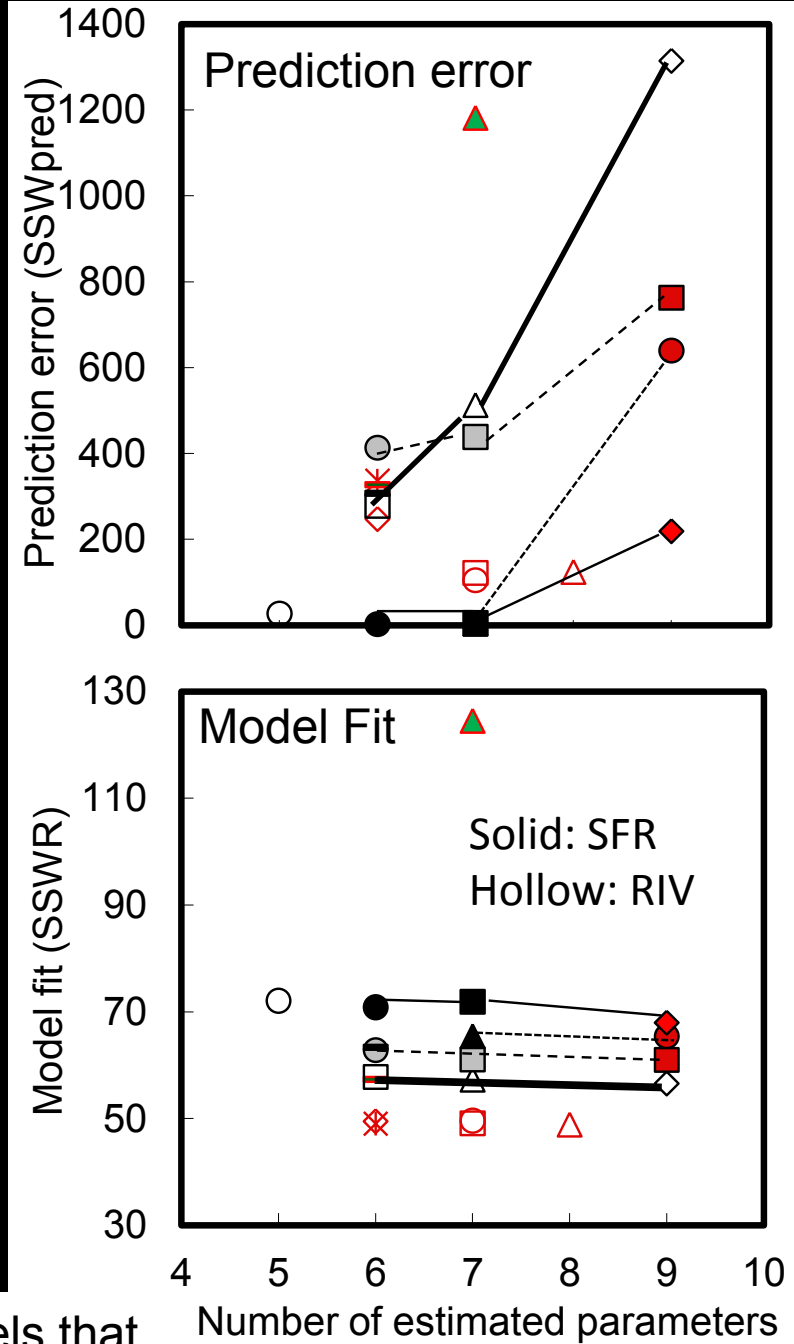 Prediction error
Prediction error (SSWpred)
1400
1200
1000
800
600
400
200
0
Model Fit
Solid: SFR
Hollow: RIV
Model fit (SSWR)
130
110
90
70
50
30
4 5 6 7 8 9 10
els that
Number of estimated parameters